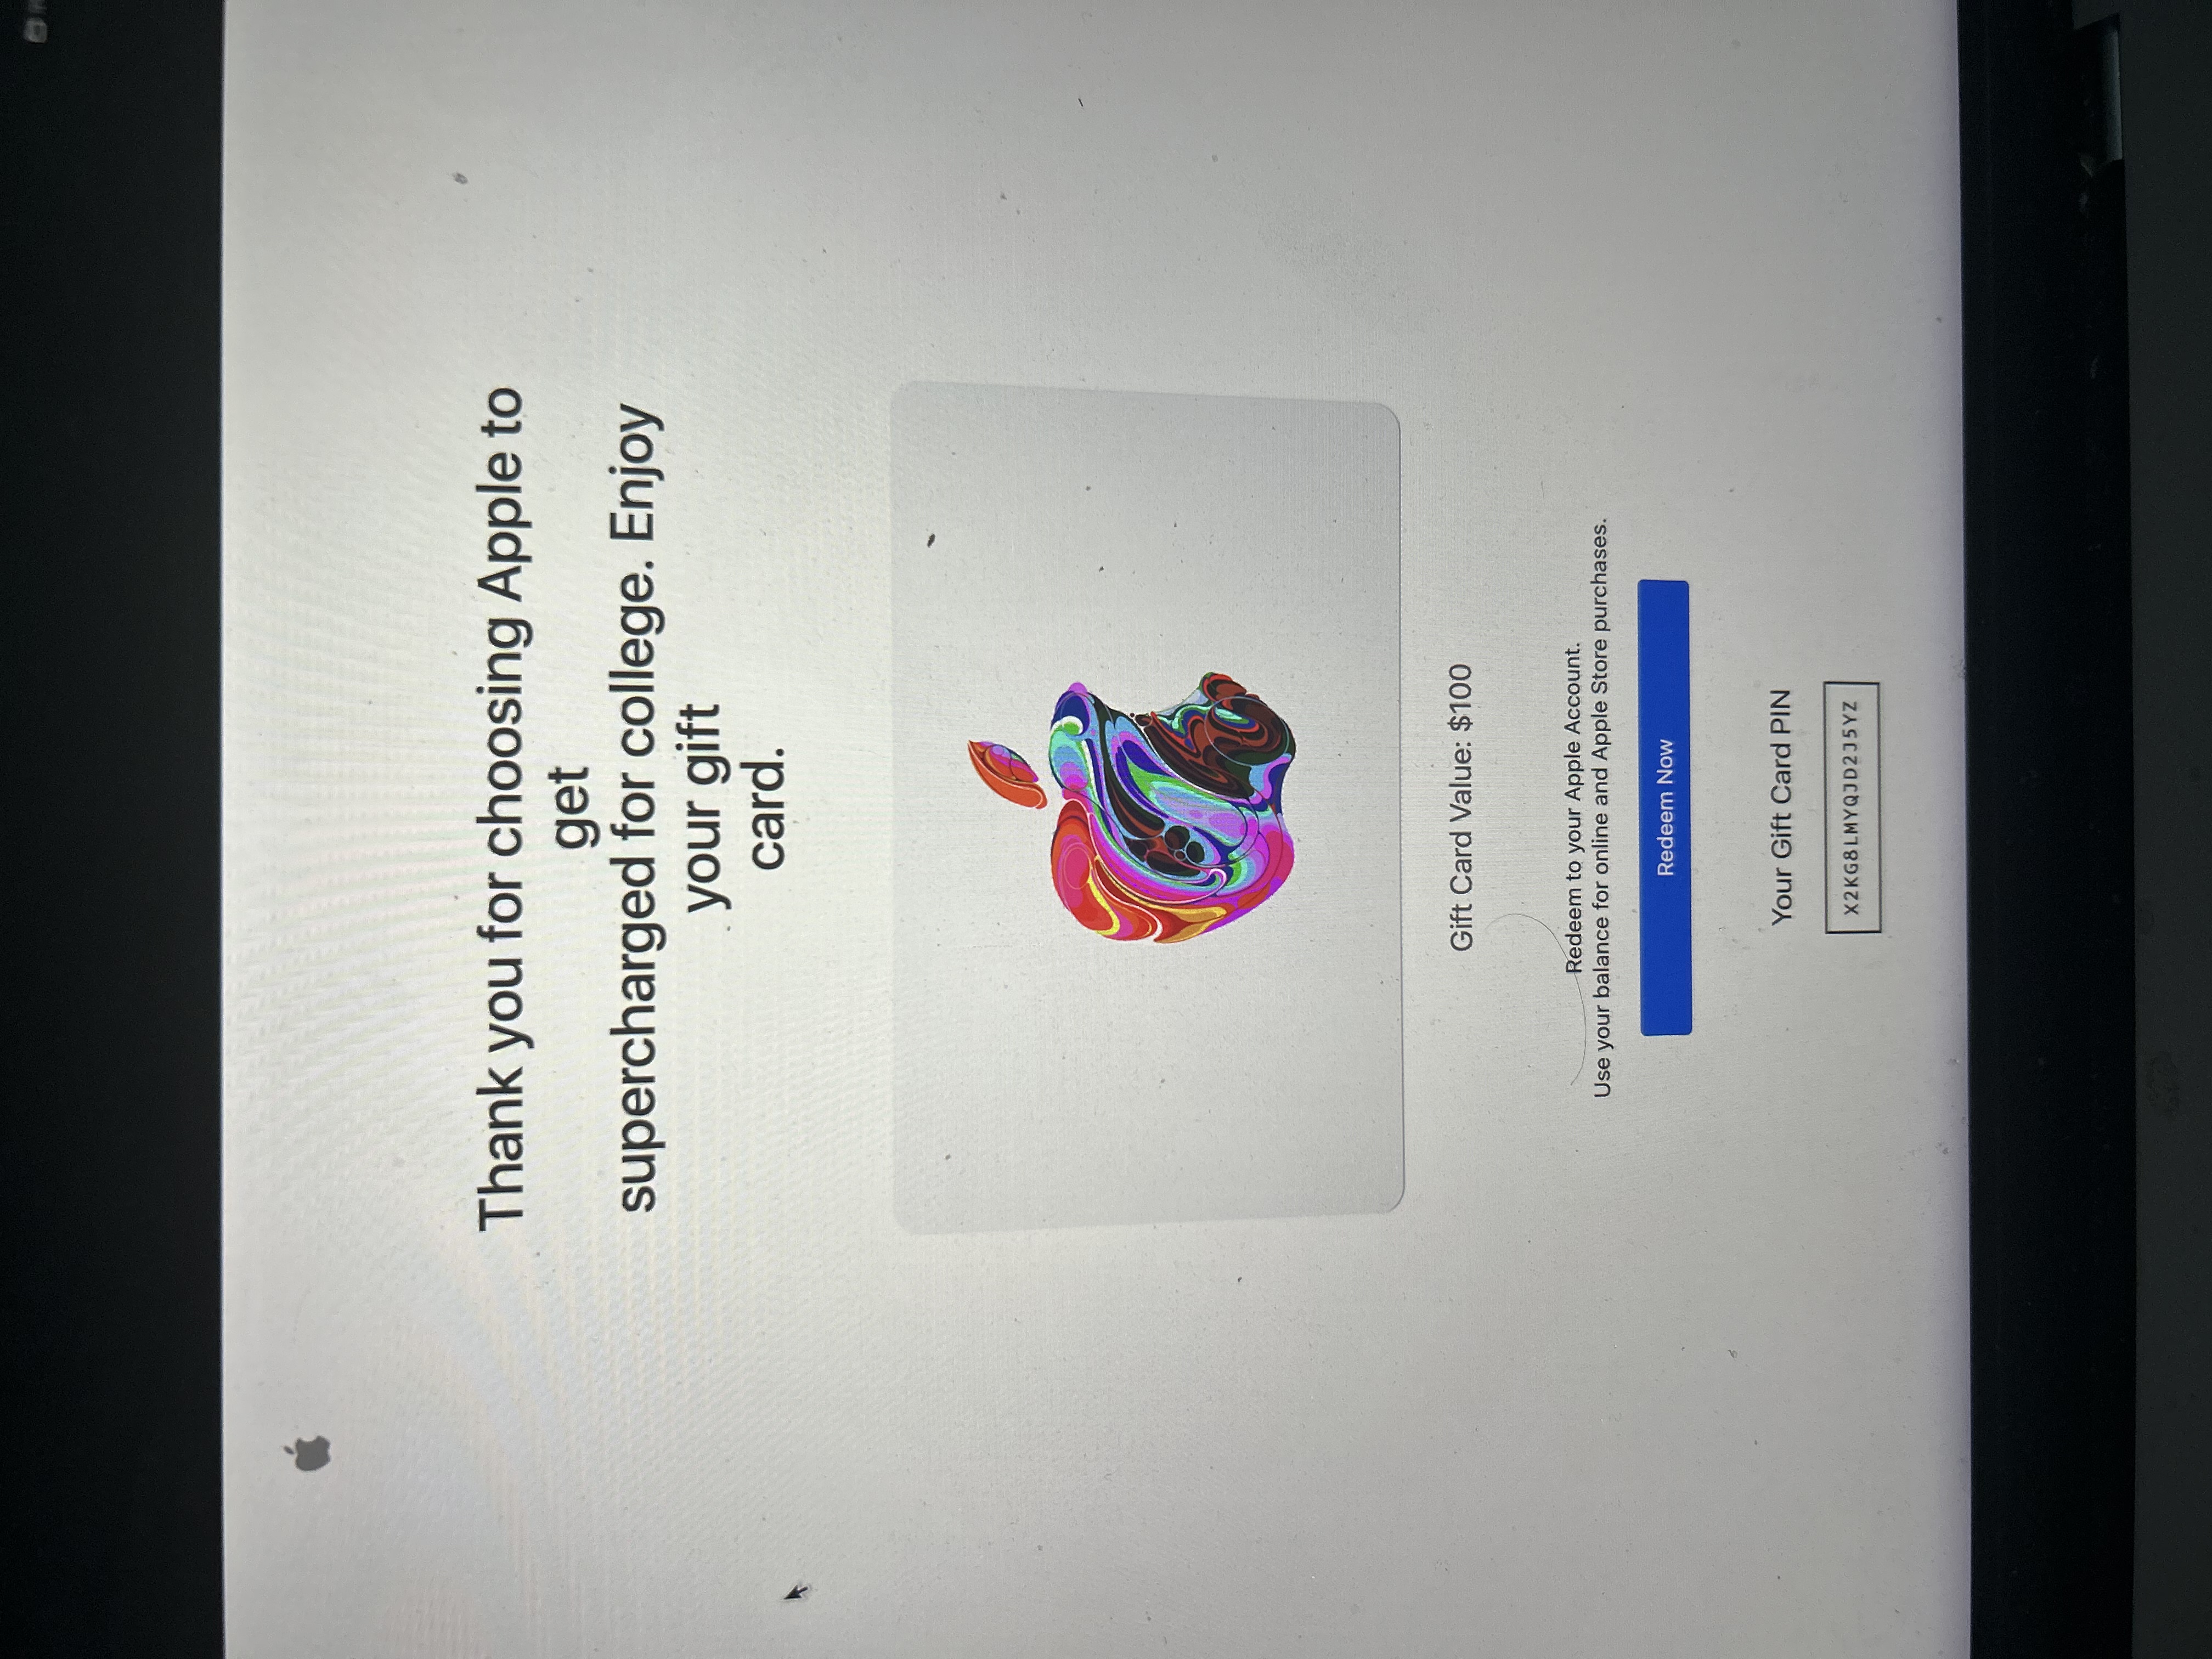 Thank you for choosing Apple to
get
supercharged for college. Enjoy
your gift
card.
Gift Card Value: $100
Redeem to your Apple Account.
Use your balance for online and Apple Store purchases.
Redeem Now
Your Gift Card PIN
X2KG8LMYQJD2J5YZ